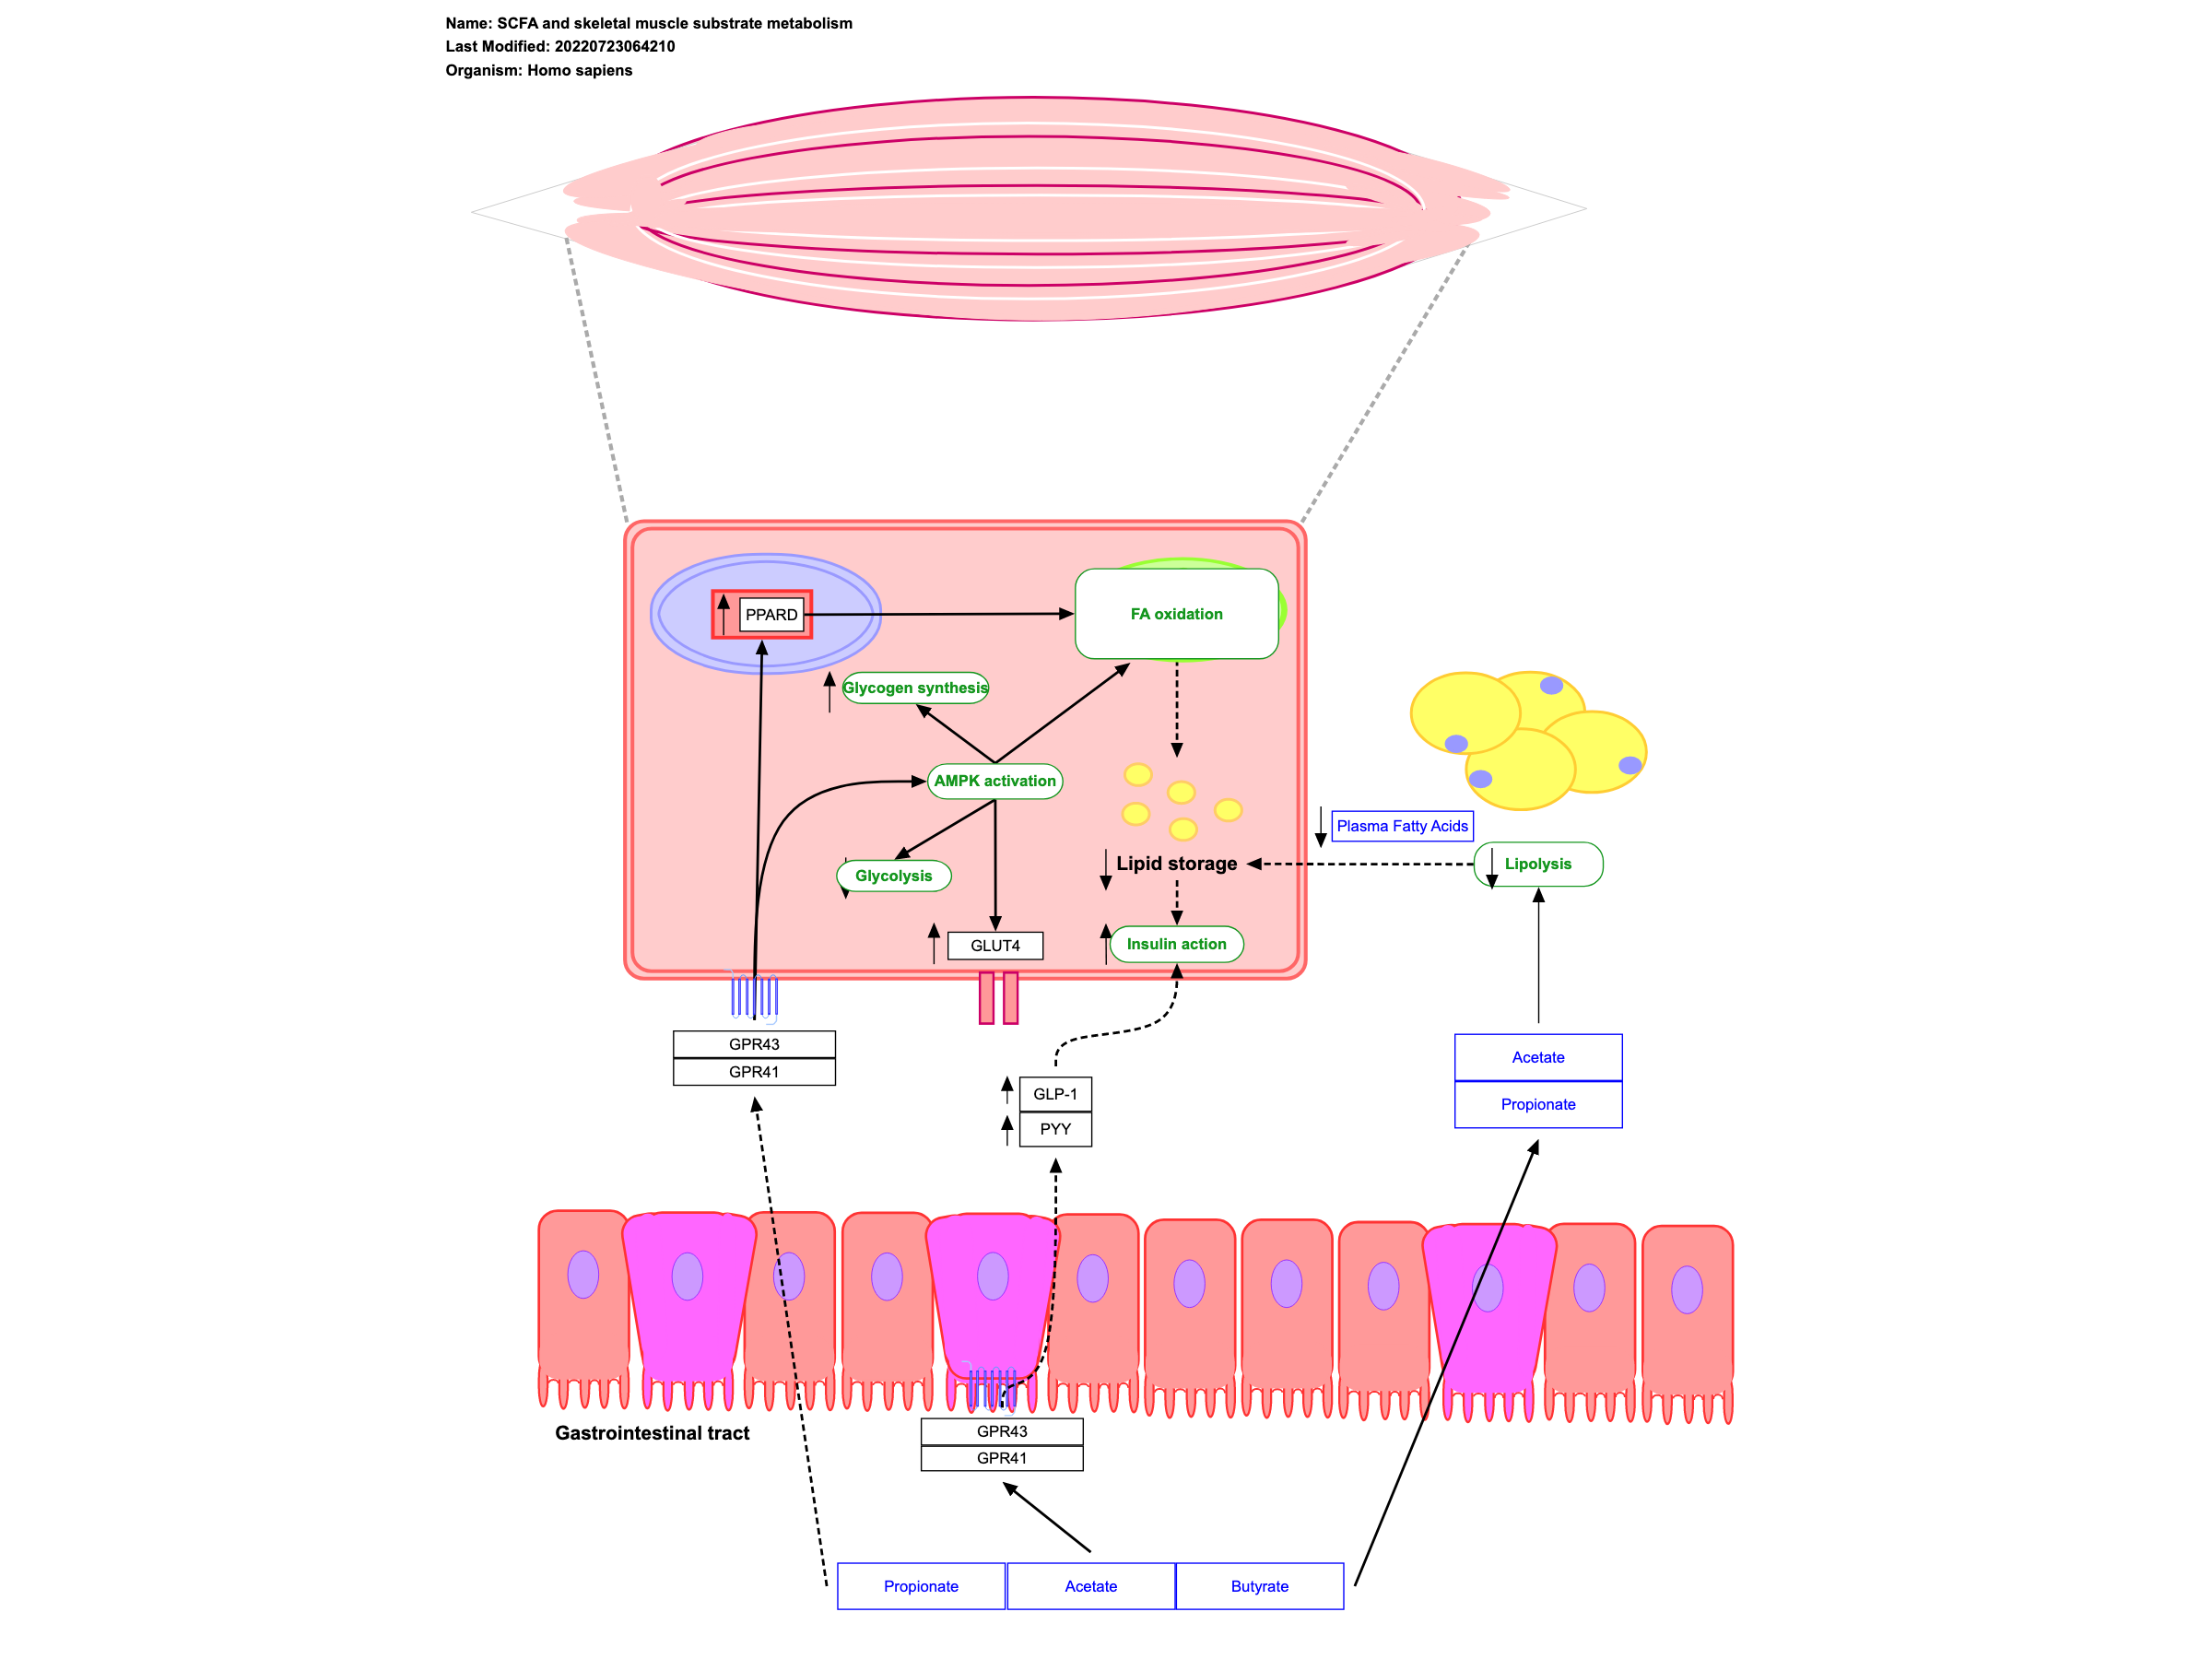 Name: SCFA and skeletal muscle substrate metabolism
Last Modified: 20220723064210
Organism: Homo sapiens
PPARD
FA oxidation
Glycogen synthesis
AMPK activation
Plasma Fatty Acids
Lipid storage
Lipolysis
Glycolysis
GLUT4
Insulin action
GPR43
GPR41
GLP-1
PYY
Acetate
Propionate
Gastrointestinal tract
GPR43
GPR41
Propionate
Acetate
Butyrate